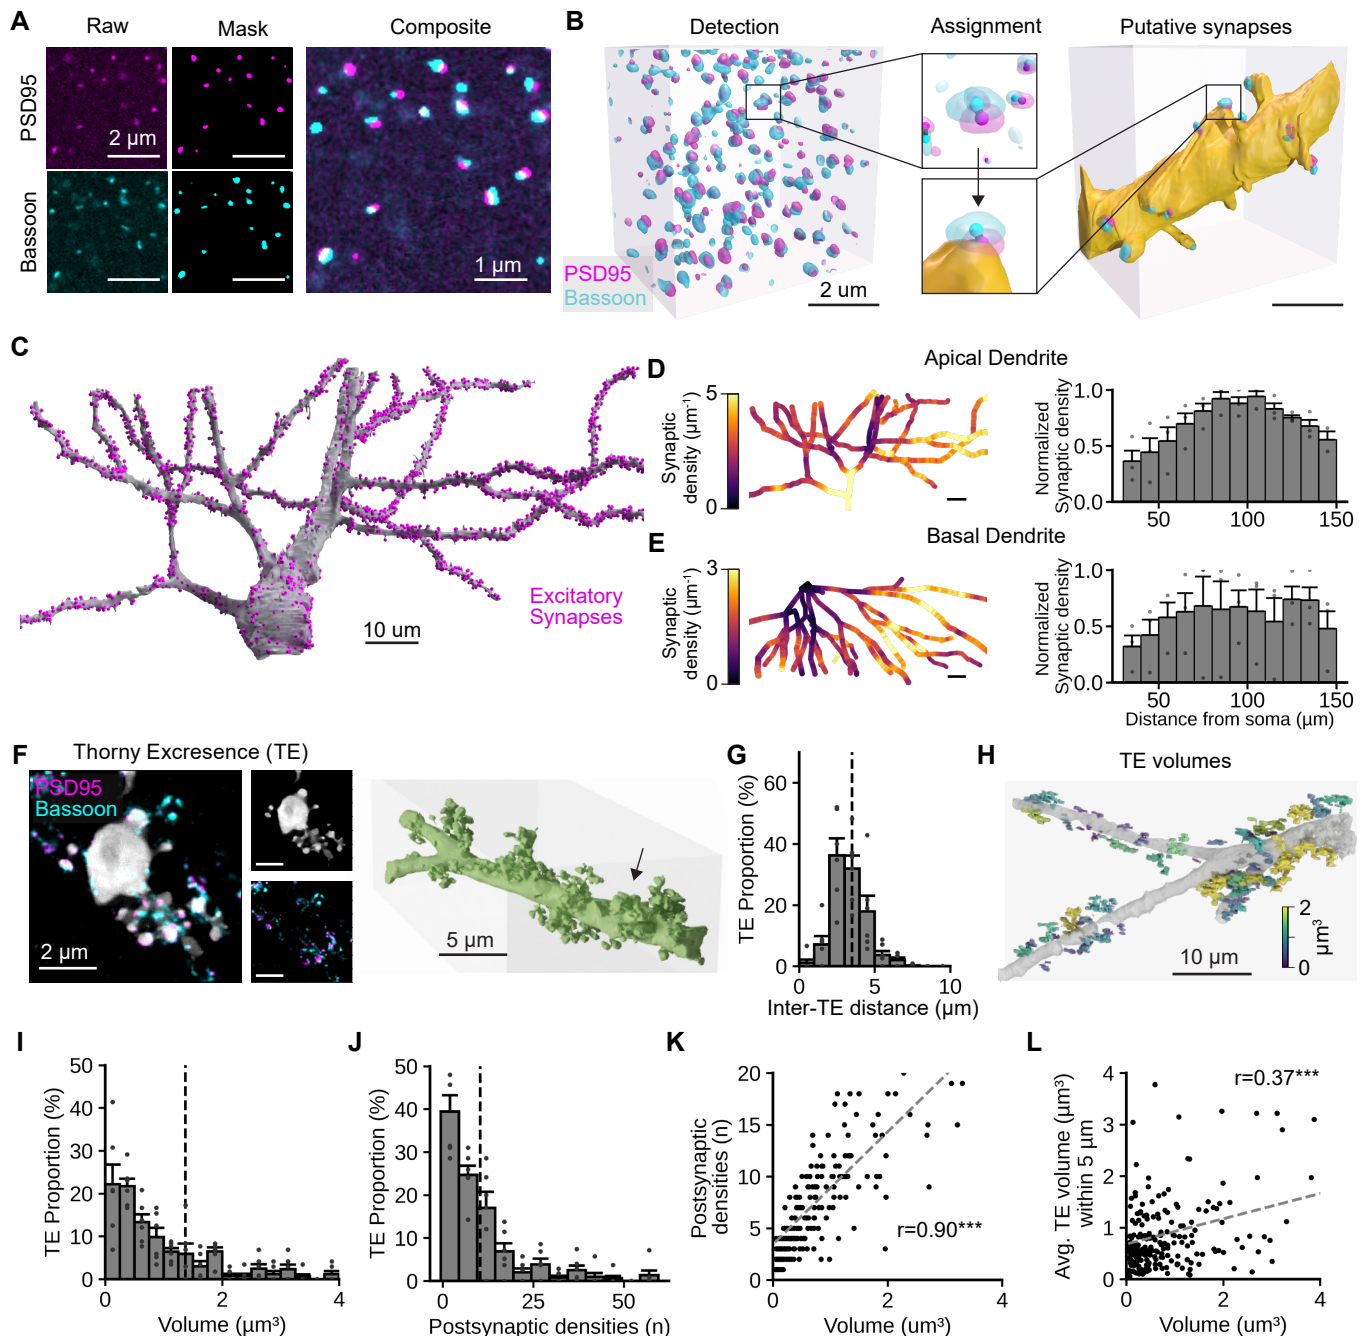 A
Raw
Mask
Composite
PSD95
2 µm
Bassoon
1 µm
B
Detection
Assignment
Putative synapses
PSD95
Bassoon
2 um
C
Excitatory
Synapses
10 um
D
Apical Dendrite
5
0
Synaptic
density (µm⁻¹)
Normalized
Synaptic density
1.0
0.5
0.0
50
100
150
E
Basal Dendrite
3
0
Synaptic
density (µm⁻¹)
Normalized
Synaptic density
1.0
0.5
0.0
50
100
150
Distance from soma (µm)
F
Thorny Excresence (TE)
PSD95
Bassoon
2 µm
5 µm
G
TE Proportion (%)
60
40
20
0
0
5
10
Inter-TE distance (µm)
H
TE volumes
2
0
µm³
10 µm
I
TE Proportion (%)
50
40
30
20
10
0
0
2
4
Volume (µm³)
J
TE Proportion (%)
50
40
30
20
10
0
0
25
50
Postsynaptic densities (n)
K
Postsynaptic
densities (n)
20
15
10
5
0
r=0.90***
0
2
4
Volume (um³)
L
Avg. TE volume (µm³)
within 5 µm
4
3
2
1
0
r=0.37***
0
2
4
Volume (um³)